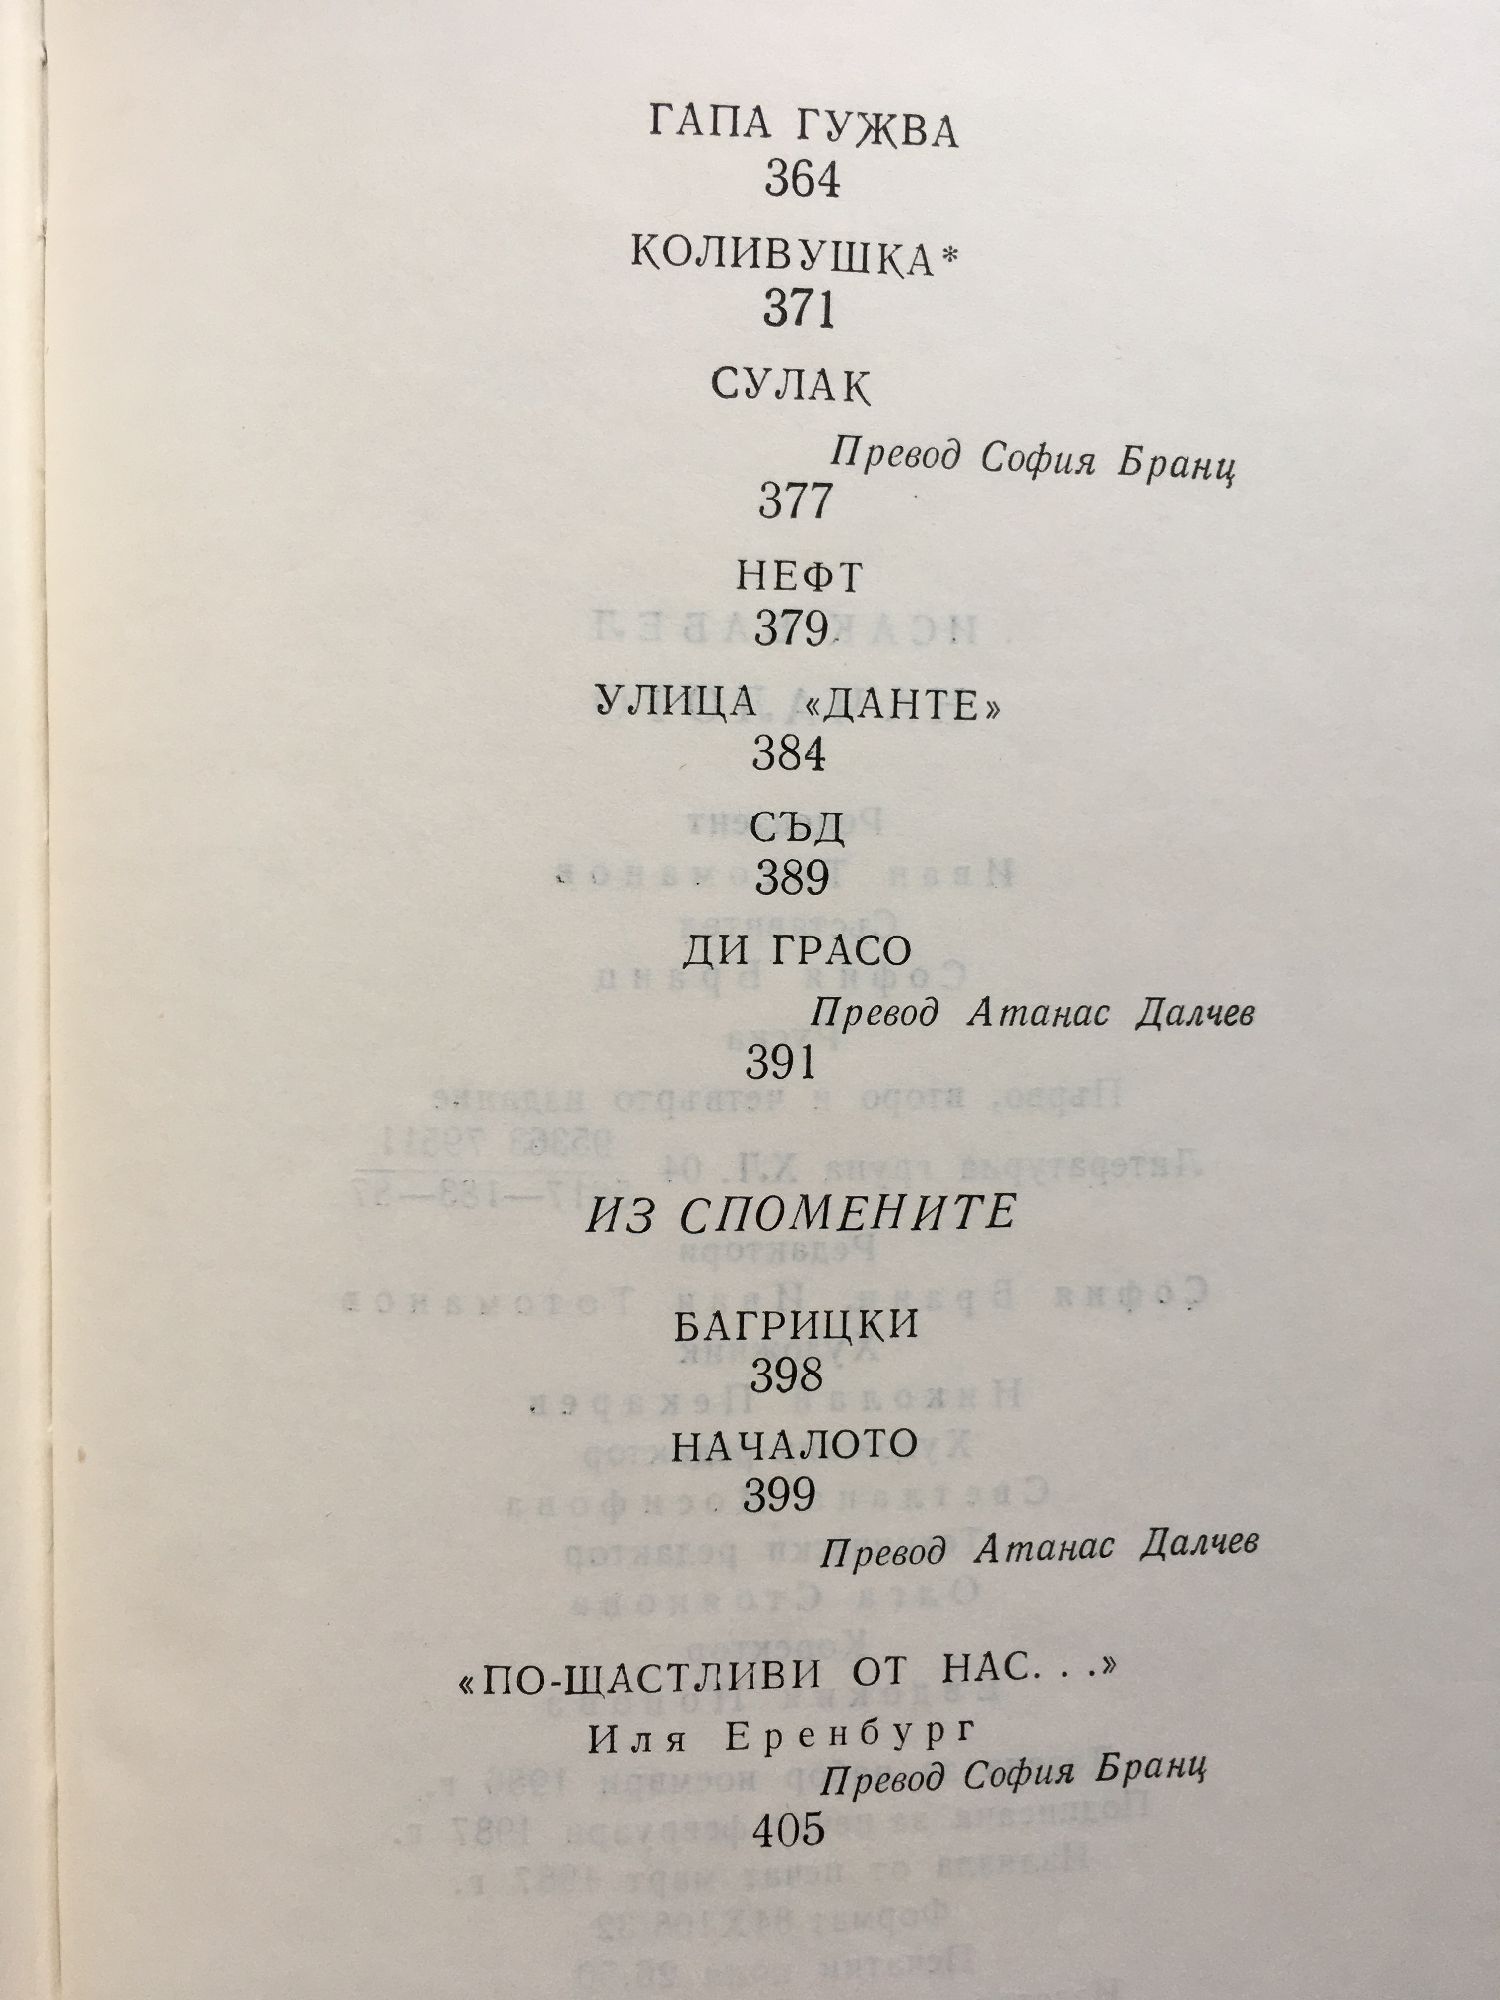 ГАПА ГУЖВА
364
КОЛИВУШКА*
371
СУЛАК
Превод София Бранц
377
НЕФТ
379
УЛИЦА «ДАНТЕ»
384
СЪД
389
ДИ ГРАСО
Превод Атанас Далчев
391
ИЗ СПОМЕНИТЕ
БАГРИЦКИ
398
НАЧАЛОТО
399
Превод Атанас Далчев
«ПО-ЩАСТЛИВИ ОТ НАС. . .»
Иля Еренбург
Превод София Бранц
405